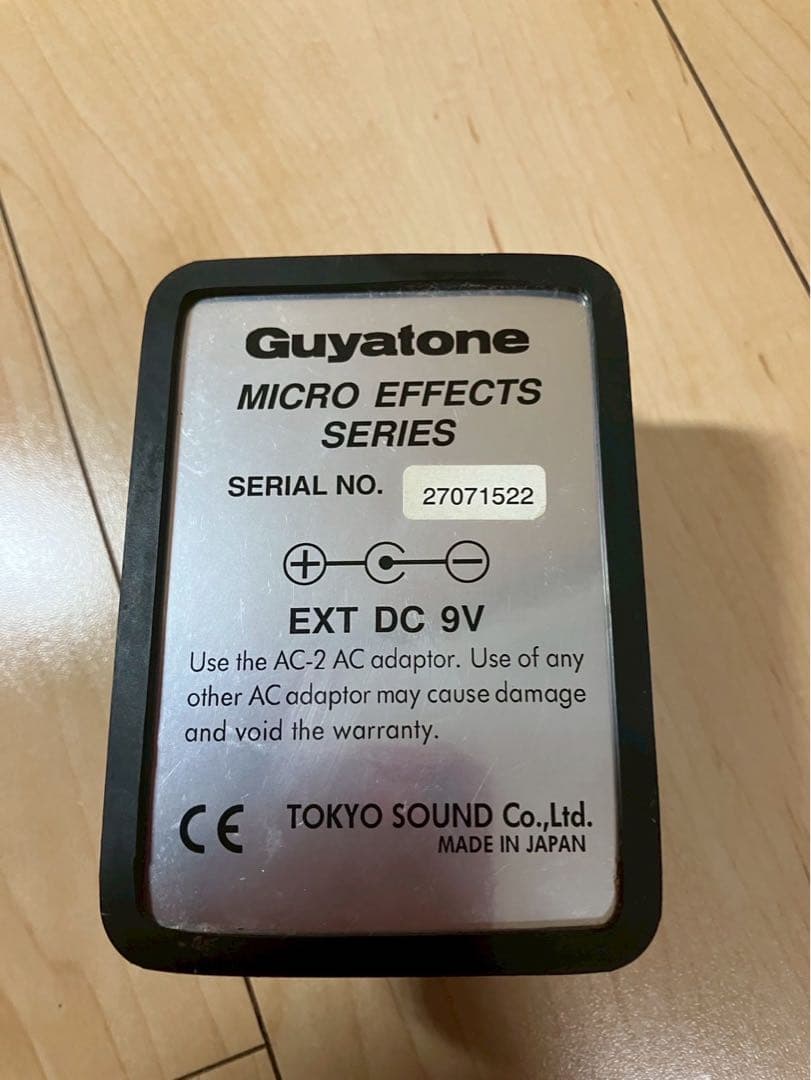 Guyatone
MICRO EFFECTS
SERIES
SERIAL NO. 27071522
EXT DC 9V
Use the AC-2 AC adaptor. Use of any
other AC adaptor may cause damage
and void the warranty.
CE TOKYO SOUND Co.,Ltd.
MADE IN JAPAN